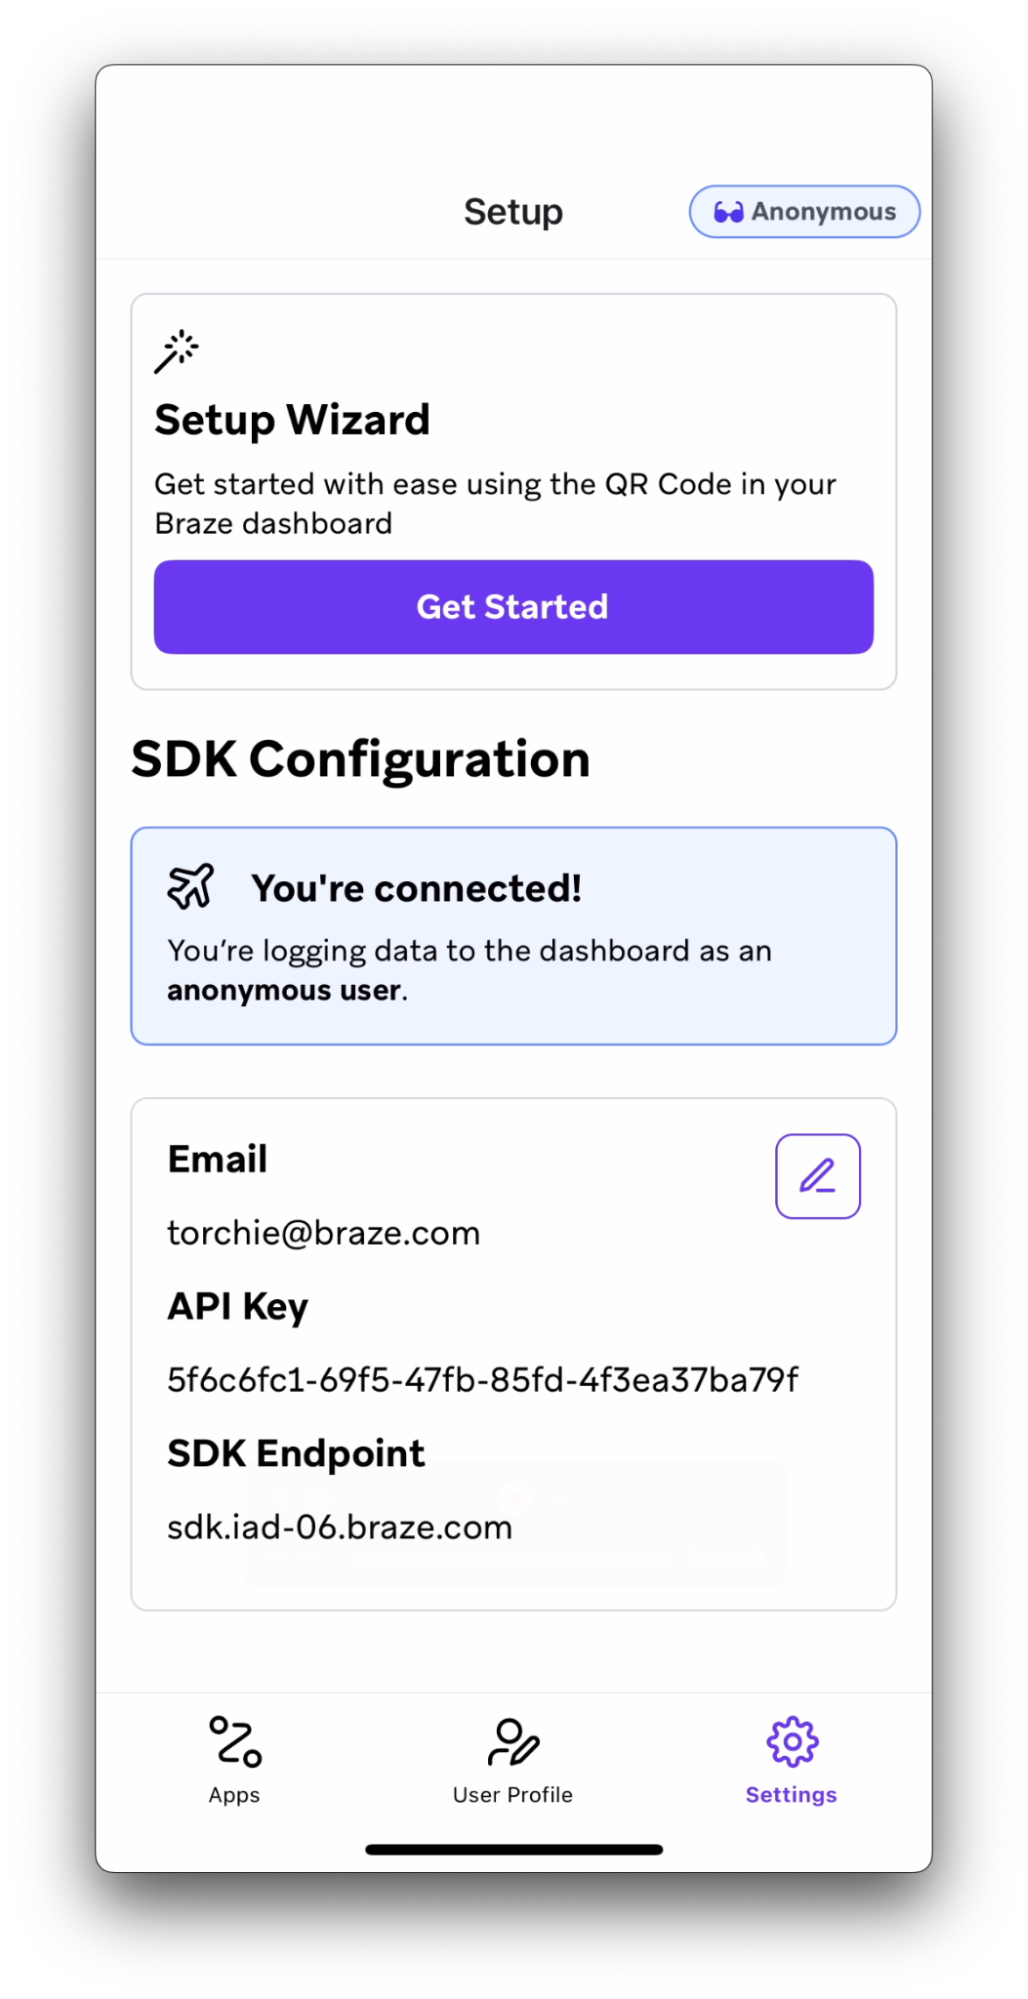 Setup
Anonymous
Setup Wizard
Get started with ease using the QR Code in your
Braze dashboard
Get Started
SDK Configuration
You're connected!
You’re logging data to the dashboard as an
anonymous user.
Email
torchie@braze.com
API Key
5f6c6fc1-69f5-47fb-85fd-4f3ea37ba79f
SDK Endpoint
sdk.iad-06.braze.com
Apps
User Profile
Settings